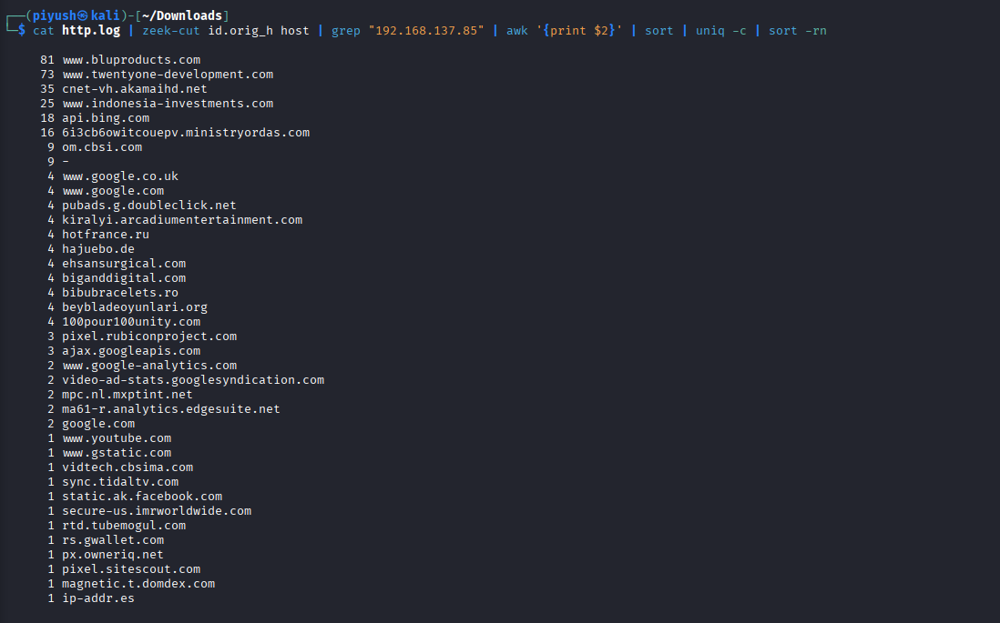 ┌──(piyush㉿kali)-[~/Downloads]
└─$ cat http.log | zeek-cut id.orig_h host | grep "192.168.137.85" | awk '{print $2}' | sort | uniq -c | sort -rn
81 www.bluproducts.com
73 www.twentyone-development.com
35 cnet-vh.akamaihd.net
25 www.indonesia-investments.com
18 api.bing.com
16 6i3cb6owitcouepv.ministryordas.com
9 om.cbsi.com
9 -
4 www.google.co.uk
4 www.google.com
4 pubads.g.doubleclick.net
4 kiralyi.arcadiumentertainment.com
4 hotfrance.ru
4 hajuebo.de
4 ehsansurgical.com
4 biganddigital.com
4 bibubracelets.ro
4 beybladeoyunlari.org
4 100pour100unity.com
3 pixel.rubiconproject.com
3 ajax.googleapis.com
2 www.google-analytics.com
2 video-ad-stats.googlesyndication.com
2 mpc.nl.mxptint.net
2 ma61-r.analytics.edgesuite.net
2 google.com
1 www.youtube.com
1 www.gstatic.com
1 vidtech.cbsima.com
1 sync.tidaltv.com
1 static.ak.facebook.com
1 secure-us.imrworldwide.com
1 rtd.tubemogul.com
1 rs.gwallet.com
1 px.owneriq.net
1 pixel.sitescout.com
1 magnetic.t.domdex.com
1 ip-addr.es